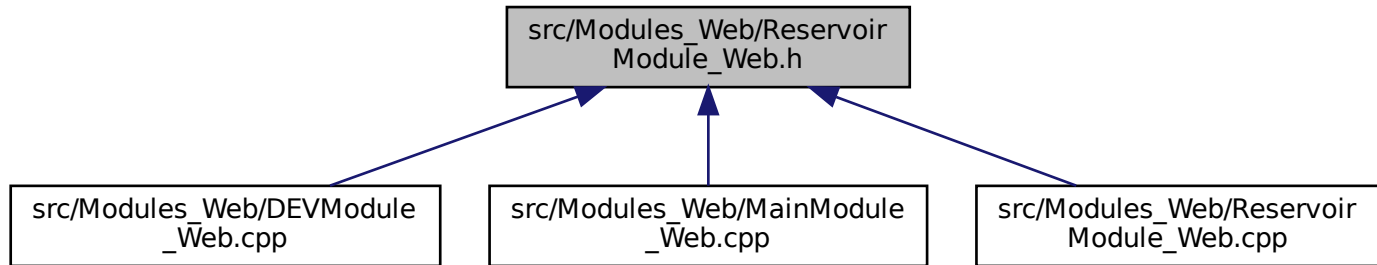 src/Modules_Web/Reservoir
Module_Web.h
src/Modules_Web/DEVModule
_Web.cpp
src/Modules_Web/MainModule
_Web.cpp
src/Modules_Web/Reservoir
Module_Web.cpp